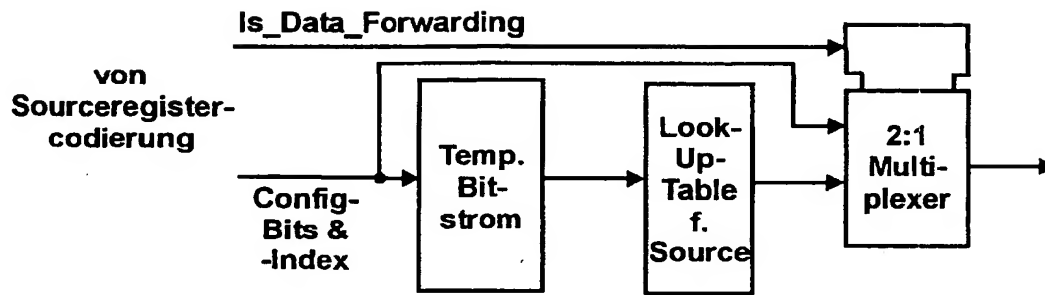 Is_Data_Forwarding
von
Sourceregister-
codierung
Config-
Bits &
-Index
Temp.
Bit-
strom
Look-
Up-
Table
f.
Source
2:1
Multi-
plexer